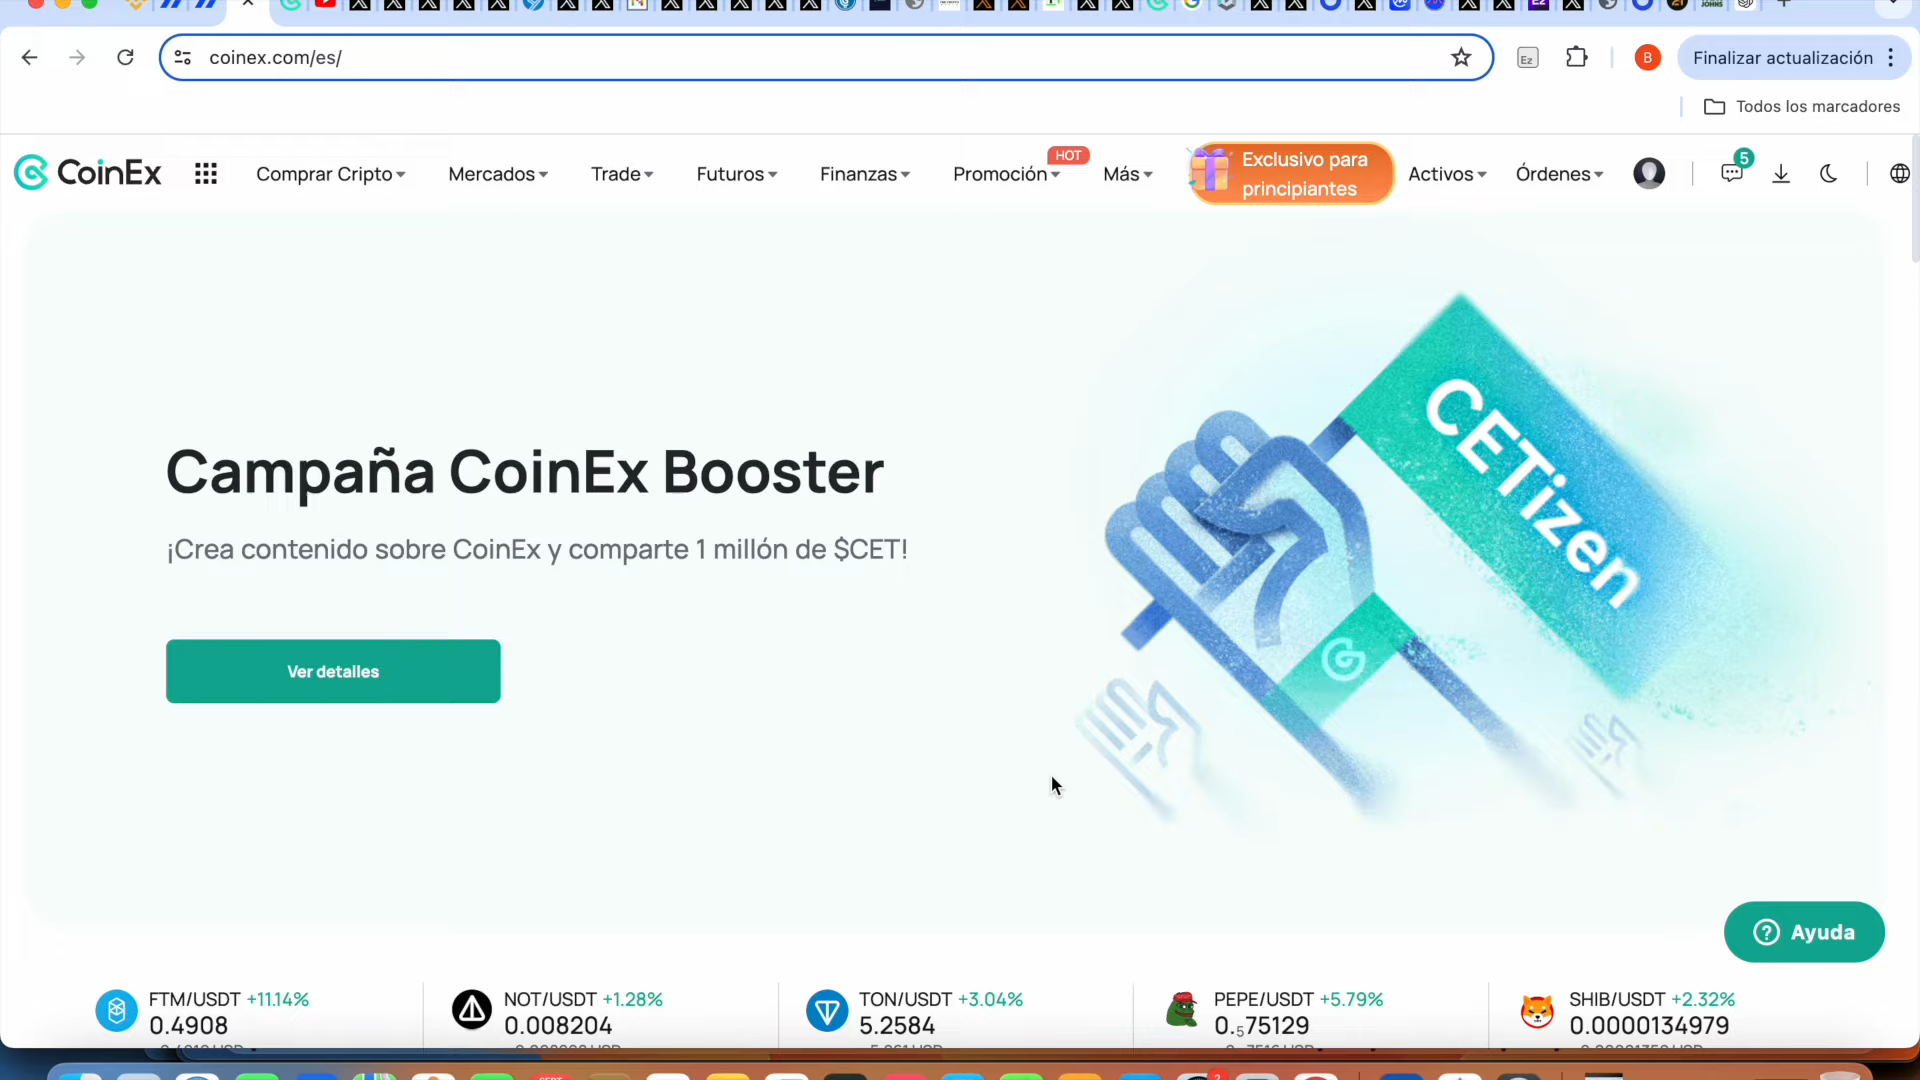 coinex.com/es/
Ez
B
Finalizar actualización
Todos los marcadores
CoinEx
Comprar Cripto
Mercados
Trade
Futuros
Finanzas
Promoción
HOT
Más
Exclusivo para
principiantes
Activos
Órdenes
5
CETizen
Campaña CoinEx Booster
¡Crea contenido sobre CoinEx y comparte 1 millón de $CET!
Ver detalles
Ayuda
FTM/USDT +11.14%
0.4908
NOT/USDT +1.28%
0.008204
TON/USDT +3.04%
5.2584
PEPE/USDT +5.79%
0.₅75129
SHIB/USDT +2.32%
0.0000134979